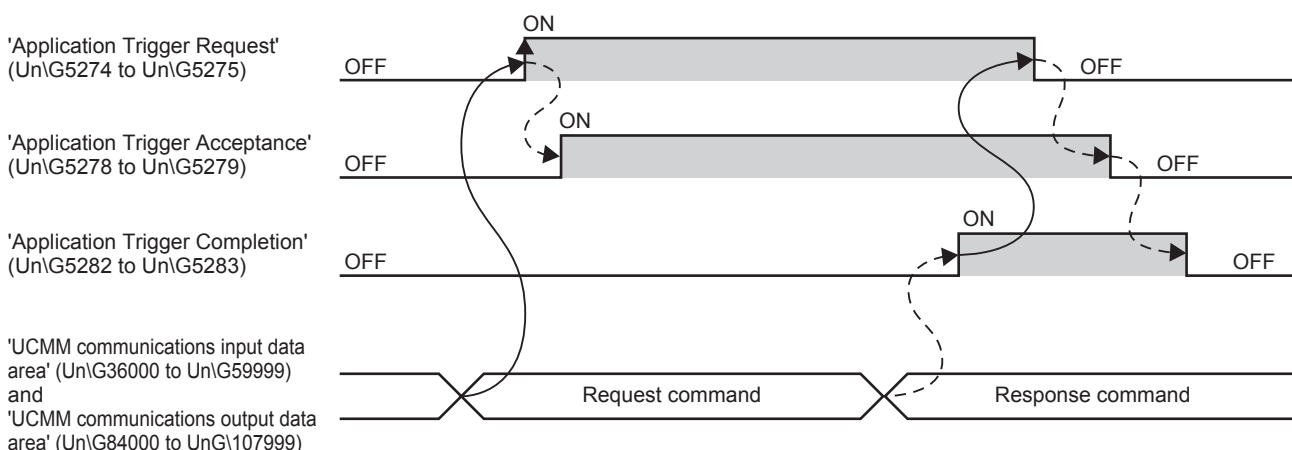 ON
'Application Trigger Request'
(Un\G5274 to Un\G5275)
OFF
OFF
ON
'Application Trigger Acceptance'
(Un\G5278 to Un\G5279)
OFF
OFF
ON
'Application Trigger Completion'
(Un\G5282 to Un\G5283)
OFF
OFF
'UCMM communications input data
area' (Un\G36000 to Un\G59999)
and
'UCMM communications output data
area' (Un\G84000 to UnG\107999)
Request command
Response command